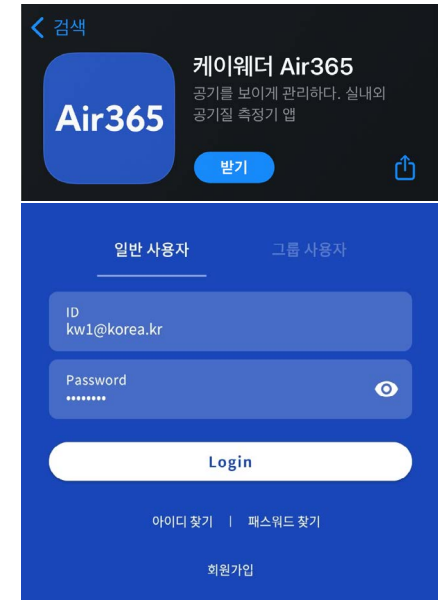 검색
Air365
케이웨더 Air365
공기를 보이게 관리하다. 실내외
공기질 측정기 앱
받기
일반 사용자
그룹 사용자
ID
kw1@korea.kr
Password
••••••••
Login
아이디 찾기 | 패스워드 찾기
회원가입